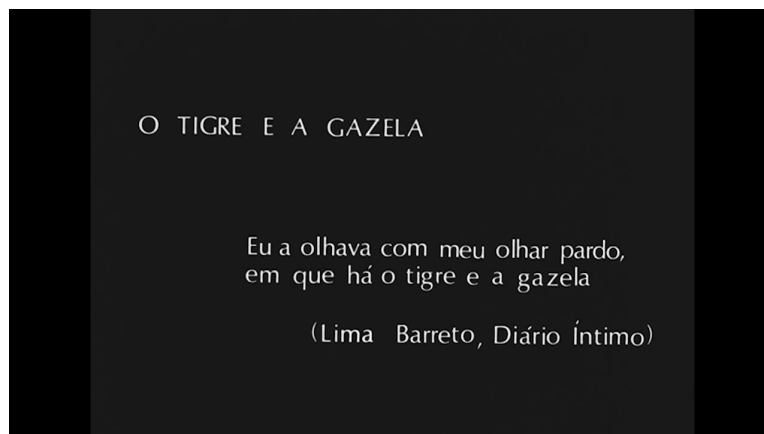 O TIGRE E A GAZELA
Eu a olhava com meu olhar pardo,
em que há o tigre e a gazela
(Lima Barreto, Diário Íntimo)